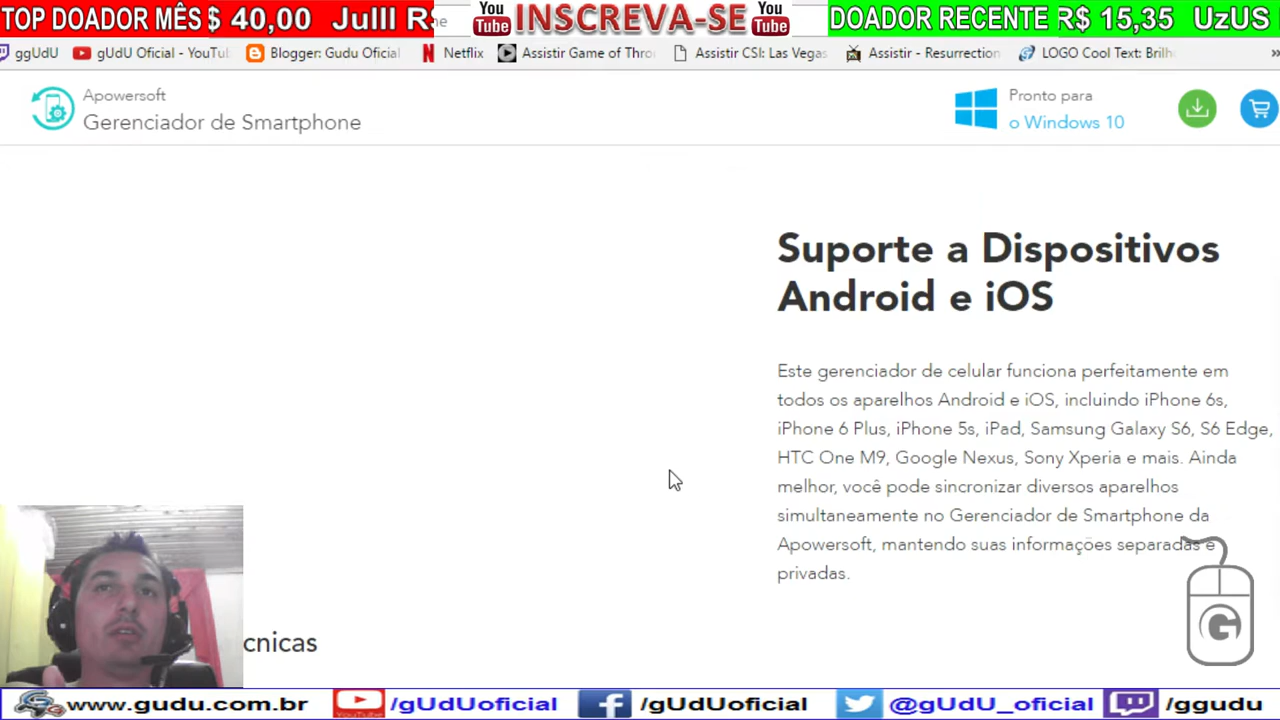 TOP DOADOR MÊS $ 40,00 Julll R
You Tube INSCREVA-SE You Tube
DOADOR RECENTE R$ 15,35 UzUS
ggUdU gUdU Oficial - YouTu Blogger: Gudu Oficial Netflix Assistir Game of Thro Assistir CSI: Las Vegas Assistir - Resurrection LOGO Cool Text: Brilh »
Apowersoft
Gerenciador de Smartphone
Pronto para
o Windows 10
Suporte a Dispositivos
Android e iOS
Este gerenciador de celular funciona perfeitamente em
todos os aparelhos Android e iOS, incluindo iPhone 6s,
iPhone 6 Plus, iPhone 5s, iPad, Samsung Galaxy S6, S6 Edge,
HTC One M9, Google Nexus, Sony Xperia e mais. Ainda
melhor, você pode sincronizar diversos aparelhos
simultaneamente no Gerenciador de Smartphone da
Apowersoft, mantendo suas informações separadas e
privadas.
cnicas
G
www.gudu.com.br YouTube /gUdUoficial /gUdUoficial @gUdU_oficial /ggudu